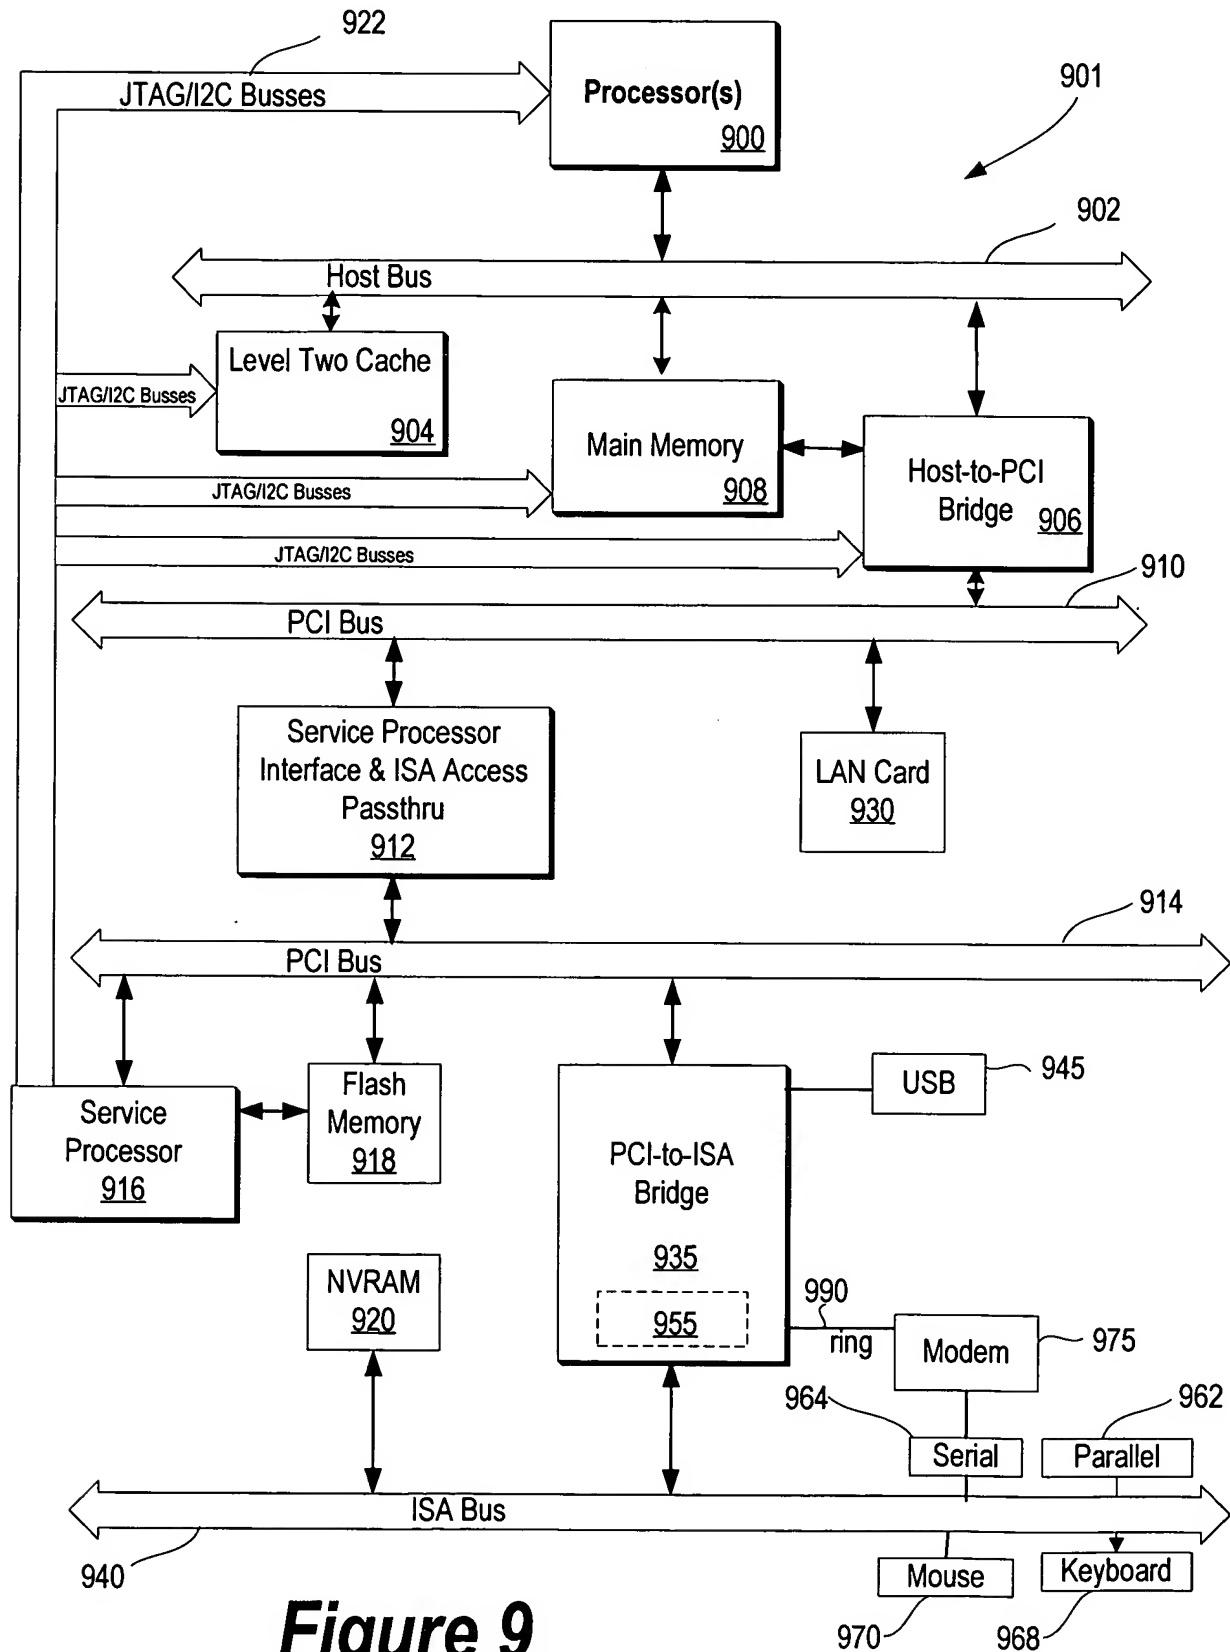 922
JTAG/I2C Busses
Processor(s)
900
901
902
Host Bus
Level Two Cache
904
JTAG/I2C Busses
Main Memory
908
Host-to-PCI
Bridge
906
JTAG/I2C Busses
JTAG/I2C Busses
910
PCI Bus
Service Processor
Interface & ISA Access
Passthru
912
LAN Card
930
914
PCI Bus
Service
Processor
916
Flash
Memory
918
USB
945
PCI-to-ISA
Bridge
935
955
NVRAM
920
990
ring
Modem
975
964
962
Serial
Parallel
ISA Bus
940
Mouse
Keyboard
970
968
Figure 9